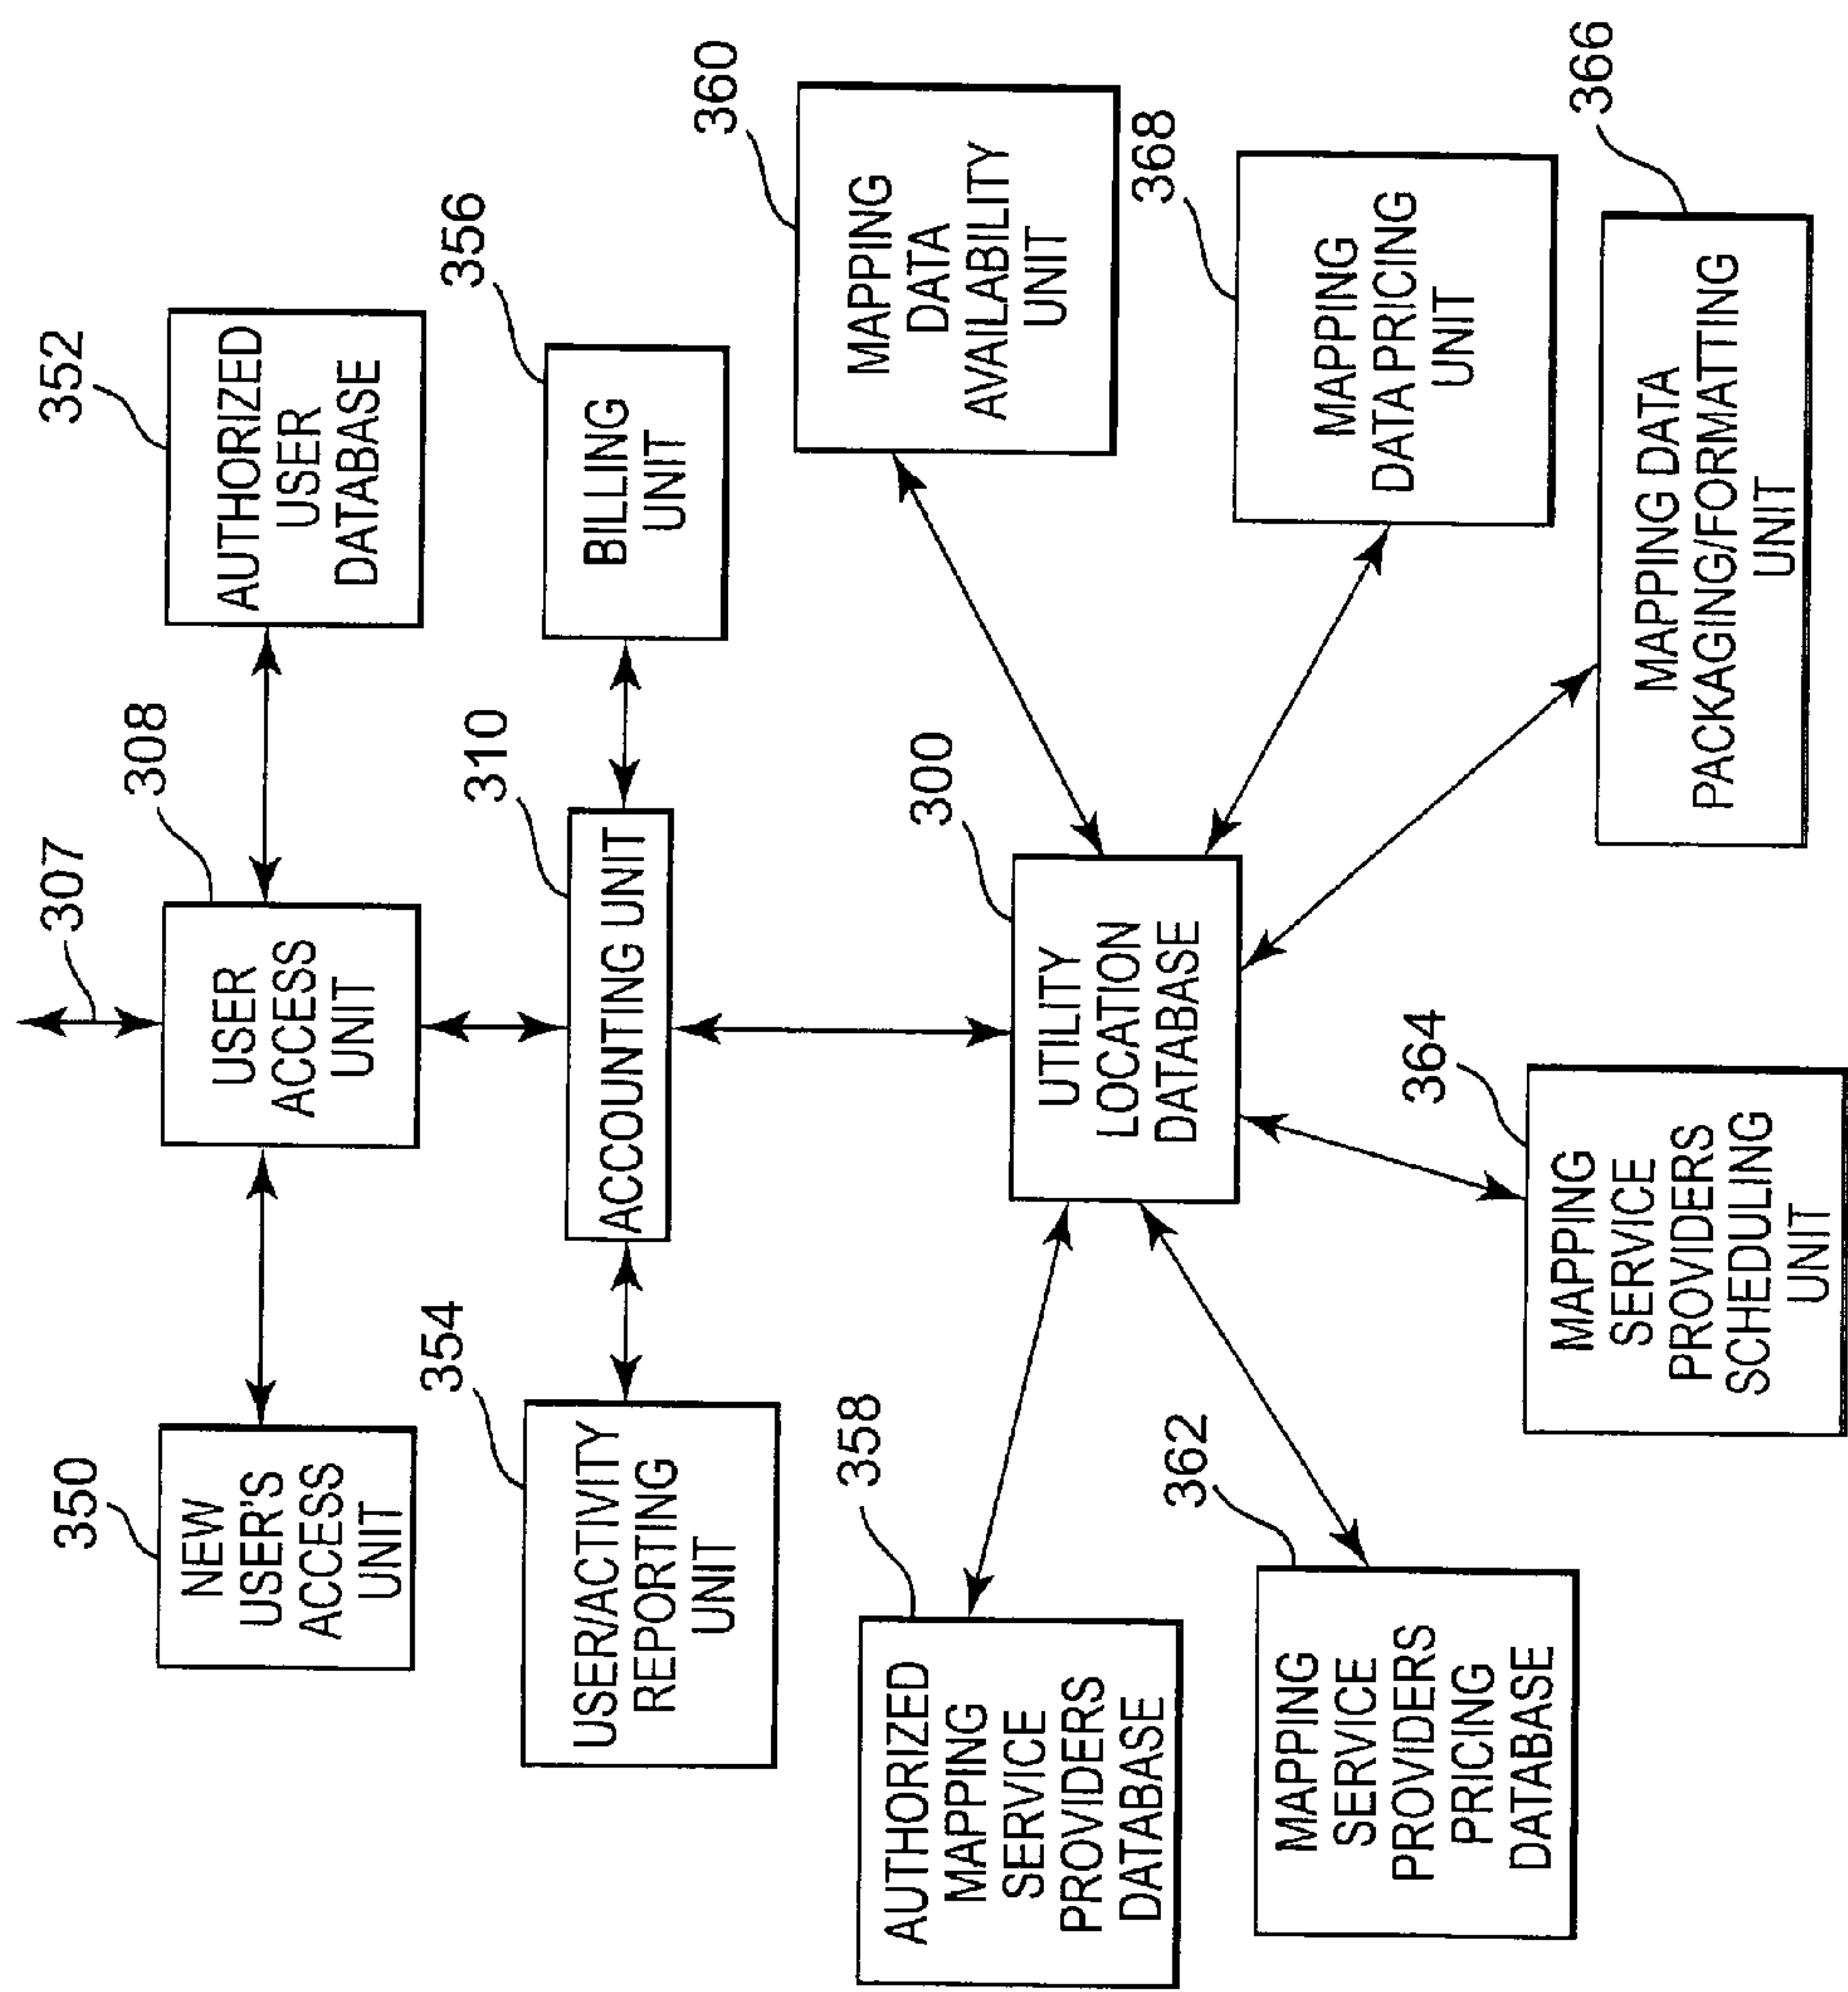 307
350
NEW
USER'S
ACCESS
UNIT
308
USER
ACCESS
UNIT
352
AUTHORIZED
USER
DATABASE
354
USER/ACTIVITY
REPORTING
UNIT
310
ACCOUNTING UNIT
356
BILLING
UNIT
358
AUTHORIZED
MAPPING
SERVICE
PROVIDERS
DATABASE
300
UTILITY
LOCATION
DATABASE
360
MAPPING
DATA
AVAILABILITY
UNIT
362
MAPPING
SERVICE
PROVIDERS
PRICING
DATABASE
368
MAPPING
DATA PRICING
UNIT
364
MAPPING
SERVICE
PROVIDERS
SCHEDULING
UNIT
366
MAPPING DATA
PACKAGING/FORMATTING
UNIT